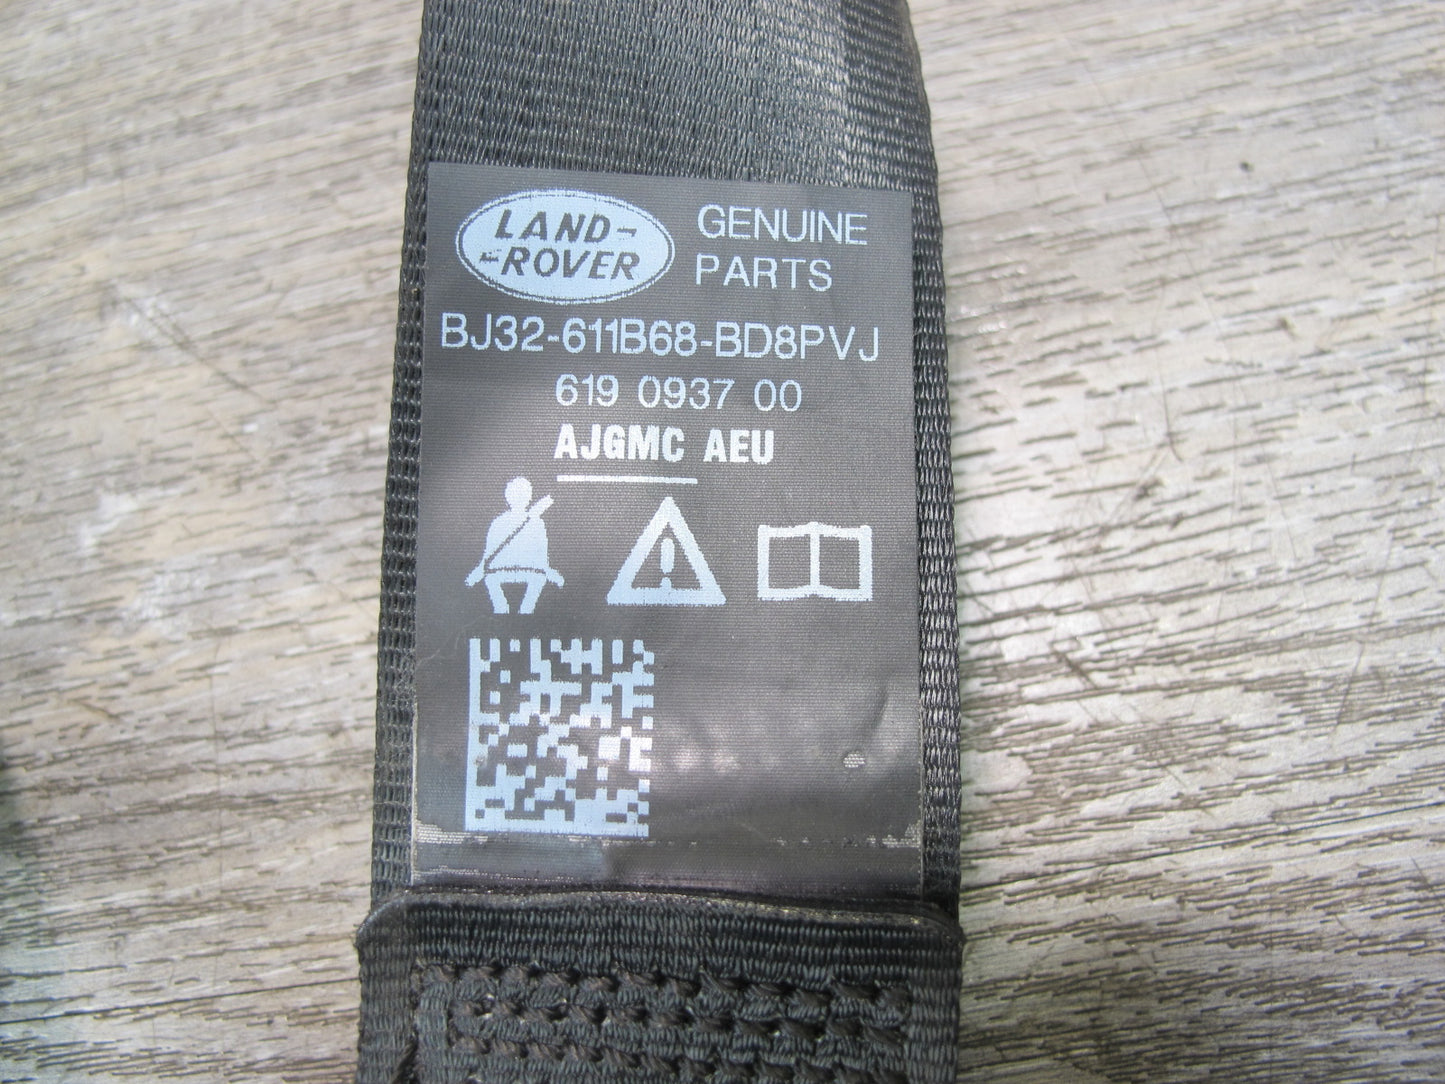 LAND-
-ROVER
GENUINE
PARTS
BJ32-611B68-BD8PVJ
619 0937 00
AJGMC AEU